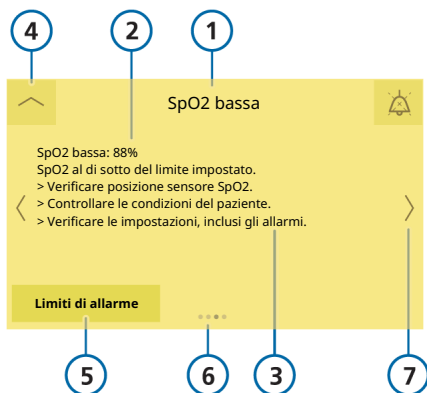 4
2
1
SpO2 bassa
SpO2 bassa: 88%
SpO2 al di sotto del limite impostato.
> Verificare posizione sensore SpO2.
> Controllare le condizioni del paziente.
> Verificare le impostazioni, inclusi gli allarmi.
Limiti di allarme
5
6
3
7